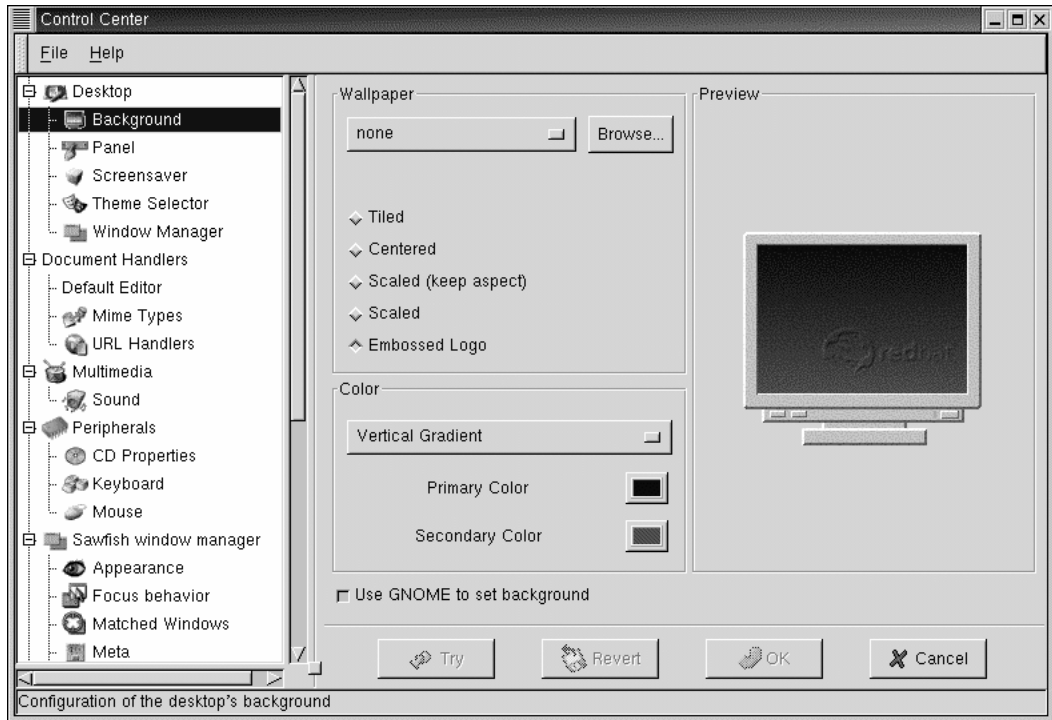 Control Center
File Help
Desktop
Background
Panel
Screensaver
Theme Selector
Window Manager
Document Handlers
Default Editor
Mime Types
URL Handlers
Multimedia
Sound
Peripherals
CD Properties
Keyboard
Mouse
Sawfish window manager
Appearance
Focus behavior
Matched Windows
Meta
Wallpaper
none Browse...
Tiled
Centered
Scaled (keep aspect)
Scaled
Embossed Logo
Color
Vertical Gradient
Primary Color
Secondary Color
Preview
redhat
Use GNOME to set background
Try Revert OK Cancel
Configuration of the desktop's background